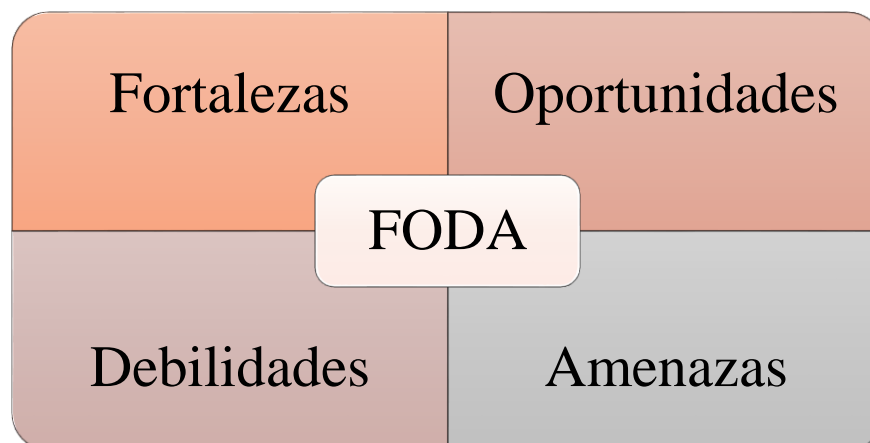 Fortalezas
Oportunidades
FODA
Debilidades
Amenazas